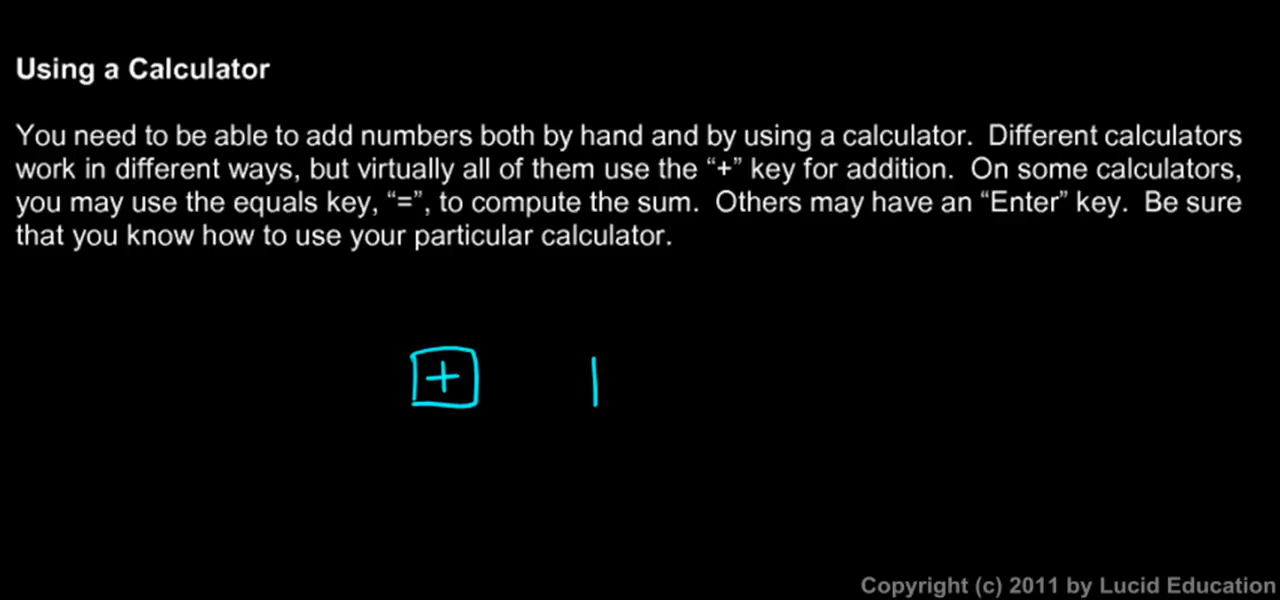 Using a Calculator
You need to be able to add numbers both by hand and by using a calculator.  Different calculators
work in different ways, but virtually all of them use the “+” key for addition.  On some calculators,
you may use the equals key, “=”, to compute the sum.  Others may have an “Enter” key.  Be sure
that you know how to use your particular calculator.
+ |
Copyright (c) 2011 by Lucid Education